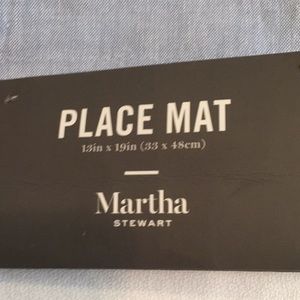 PLACE MAT
13in x 19in (33 x 48cm)
Martha
STEWART